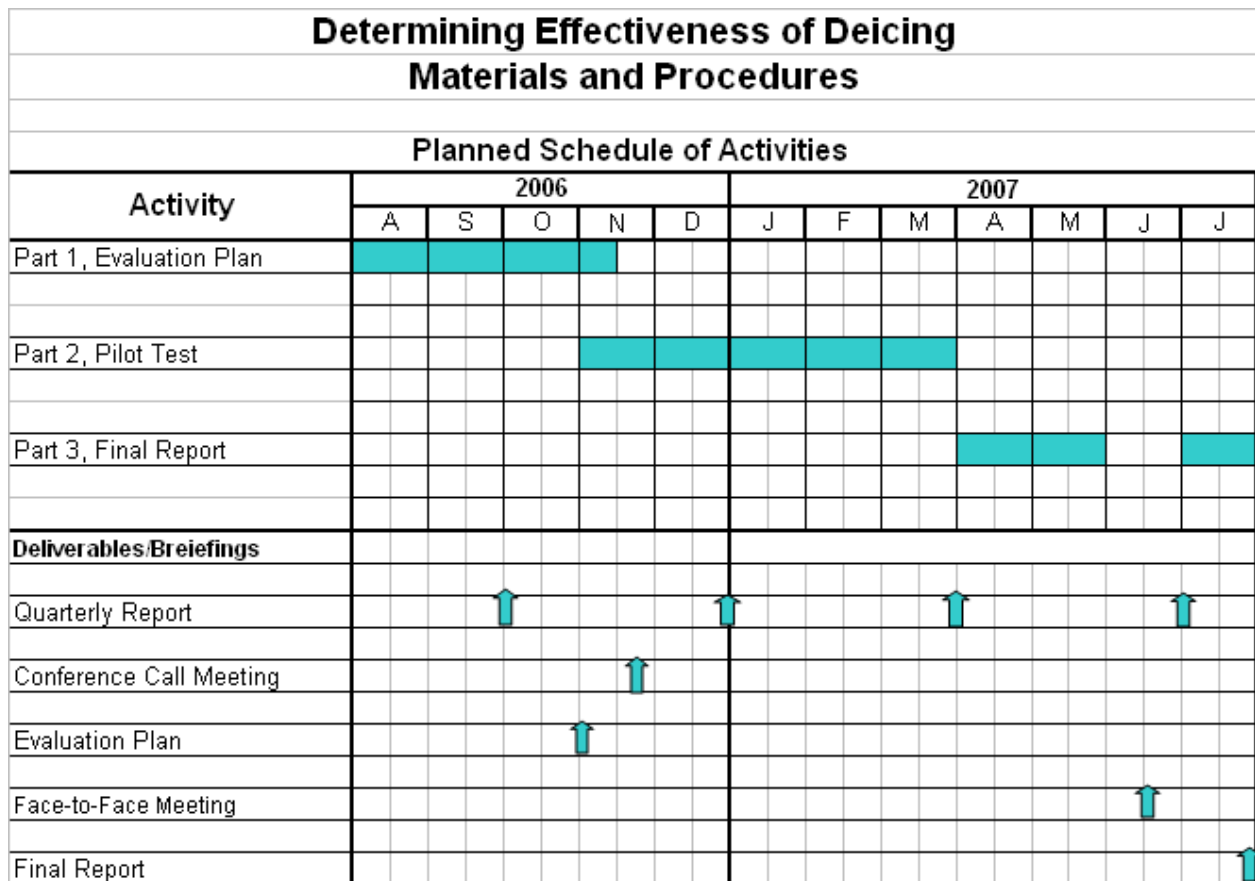 Determining Effectiveness of Deicing
Materials and Procedures
Planned Schedule of Activities
Activity 2006 2007
A S O N D J F M A M J J
Part 1, Evaluation Plan
Part 2, Pilot Test
Part 3, Final Report
Deliverables/Breiefings
Quarterly Report
Conference Call Meeting
Evaluation Plan
Face-to-Face Meeting
Final Report